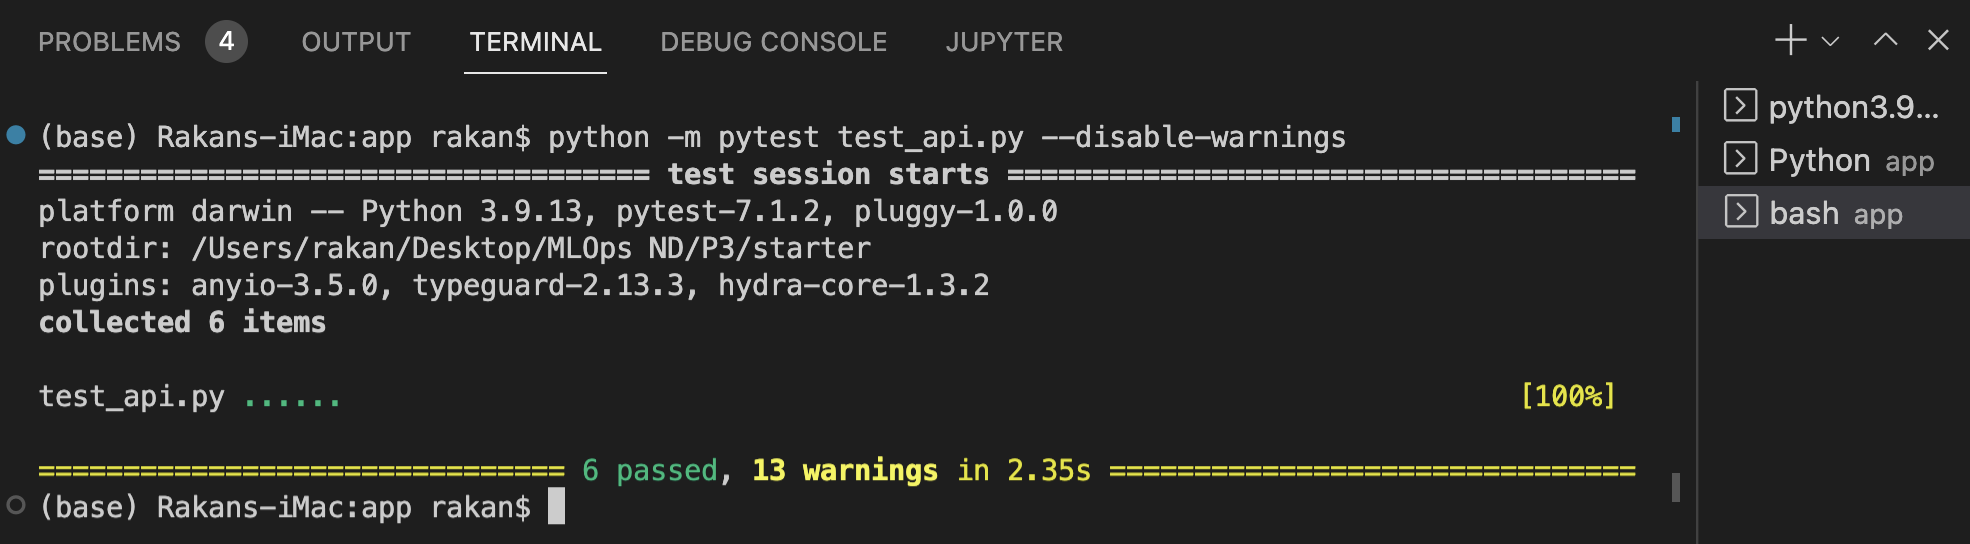 PROBLEMS 4 OUTPUT TERMINAL DEBUG CONSOLE JUPYTER
(base) Rakans-iMac:app rakan$ python -m pytest test_api.py --disable-warnings
==================================== test session starts =====================================
platform darwin -- Python 3.9.13, pytest-7.1.2, pluggy-1.0.0
rootdir: /Users/rakan/Desktop/MLOps ND/P3/starter
plugins: anyio-3.5.0, typeguard-2.13.3, hydra-core-1.3.2
collected 6 items
test_api.py ...... [100%]
=============================== 6 passed, 13 warnings in 2.35s ===============================
(base) Rakans-iMac:app rakan$
python3.9...
Python app
bash app